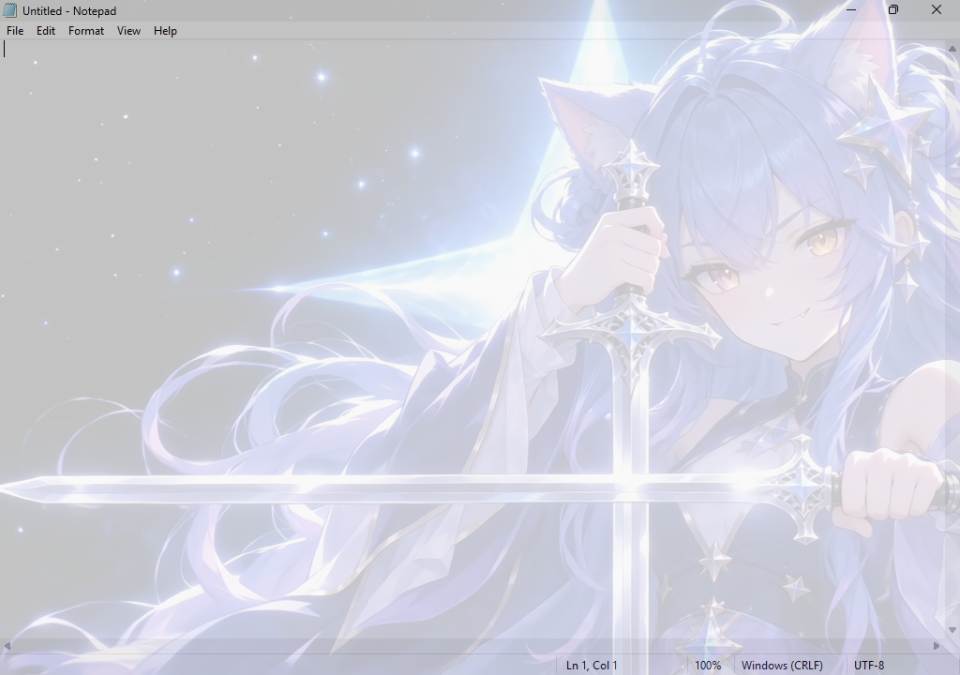 Untitled - Notepad
File Edit Format View Help
Ln 1, Col 1 100% Windows (CRLF) UTF-8